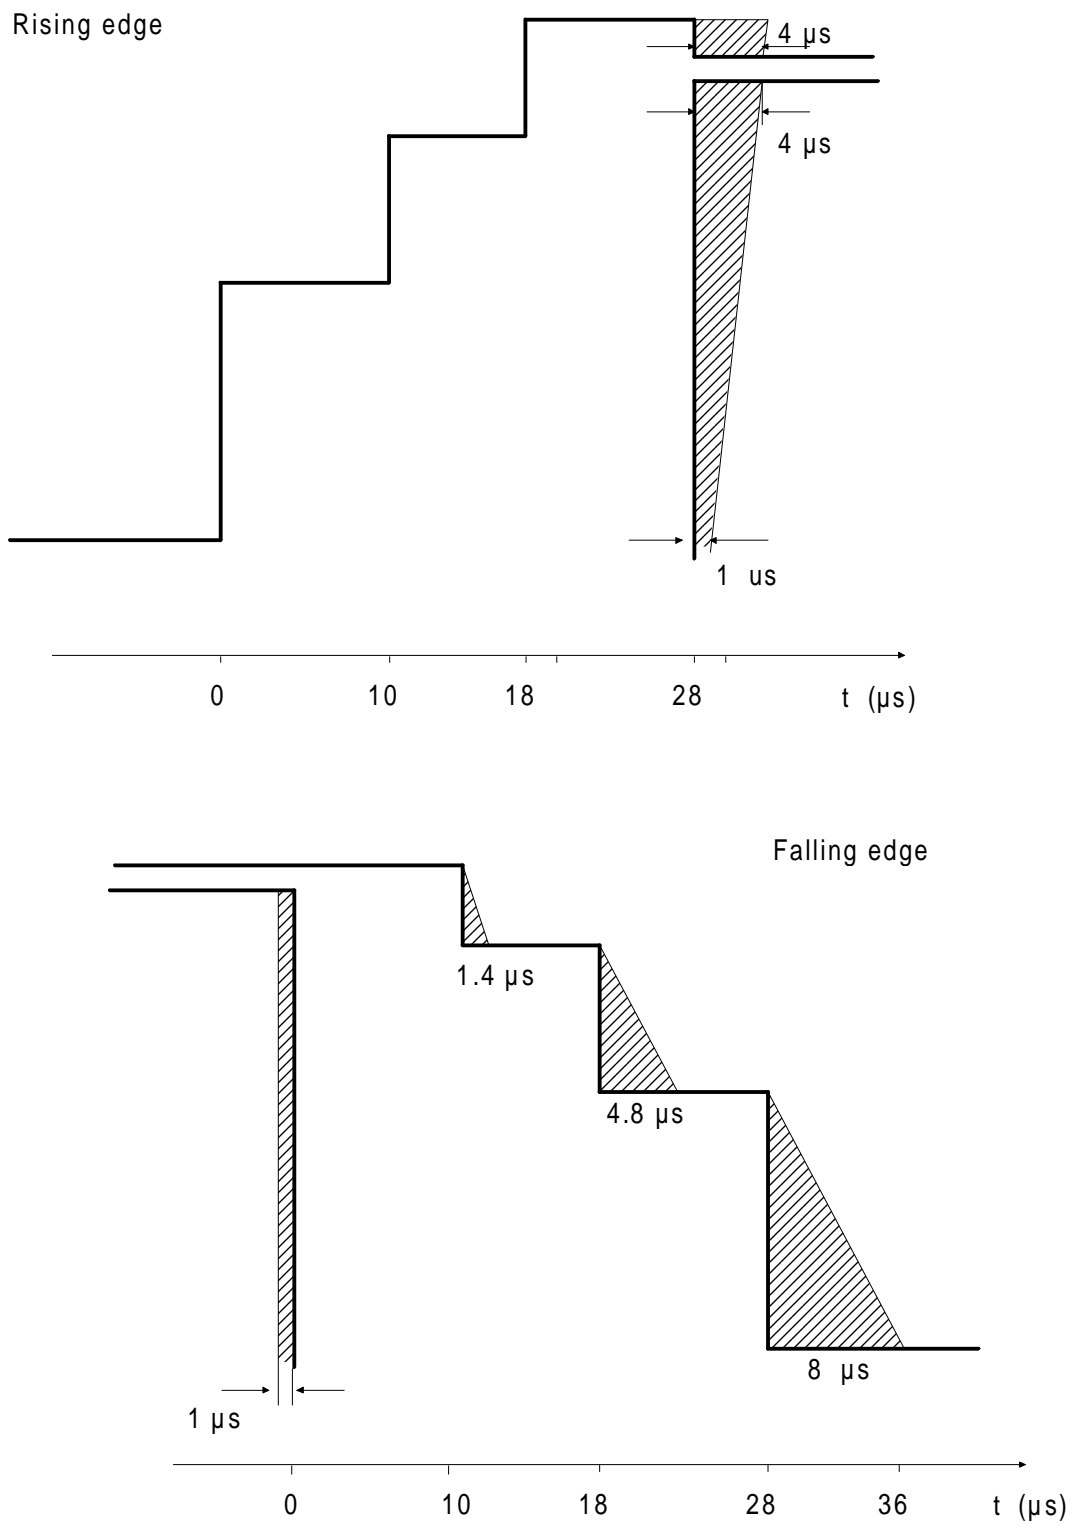 Rising edge
4 µs
4 µs
1 us
0 10 18 28 t (µs)
Falling edge
1.4 µs
4.8 µs
8 µs
1 µs
0 10 18 28 36 t (µs)